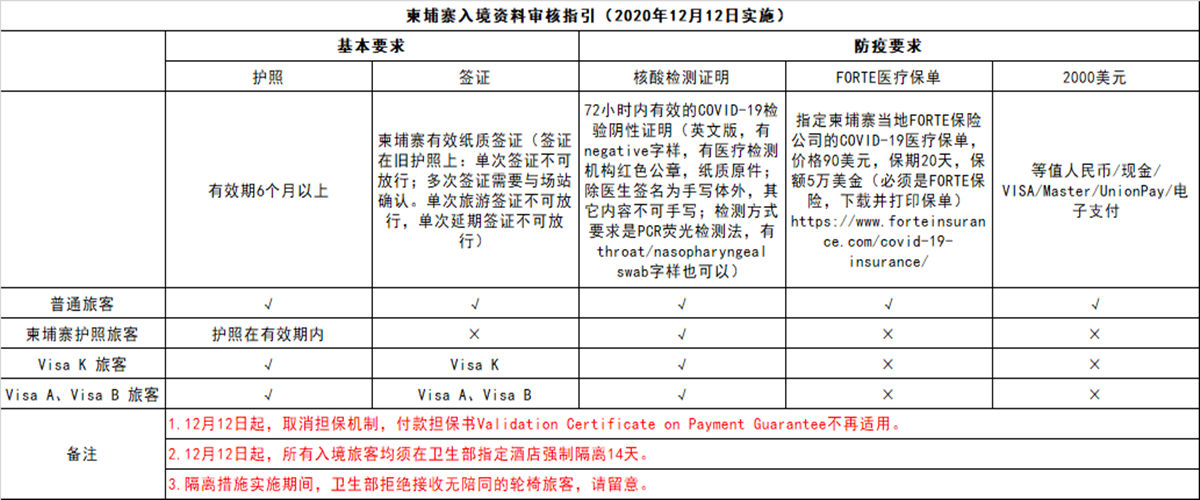 柬埔寨入境资料审核指引（2020年12月12日实施）
基本要求 防疫要求
护照 签证 核酸检测证明 FORTE医疗保单 2000美元
有效期6个月以上
柬埔寨有效纸质签证（签证
在旧护照上：单次签证不可
放行；多次签证需要与场站
确认。单次旅游签证不可放
行，单次延期签证不可放
行）
72小时内有效的COVID-19检
验阴性证明（英文版，有
negative字样，有医疗检测
机构红色公章，纸质原件；
除医生签名为手写体外，其
它内容不可手写；检测方式
要求是PCR荧光检测法，有
throat/nasopharyngeal
swab字样也可以）
指定柬埔寨当地FORTE保险
公司的COVID-19医疗保单，
价格90美元，保期20天，保
额5万美金（必须是FORTE保
险，下载并打印保单）
https://www.forteinsuran
ce.com/covid-19-
insurance/
等值人民币/现金/
VISA/Master/UnionPay/电
子支付
普通旅客 √ √ √ √ √
柬埔寨护照旅客 护照在有效期内 × √ × ×
Visa K 旅客 √ Visa K √ × ×
Visa A、Visa B 旅客 √ Visa A、Visa B √ × ×
备注
1.12月12日起，取消担保机制，付款担保书Validation Certificate on Payment Guarantee不再适用。
2.12月12日起，所有入境旅客均须在卫生部指定酒店强制隔离14天。
3.隔离措施实施期间，卫生部拒绝接收无陪同的轮椅旅客，请留意。